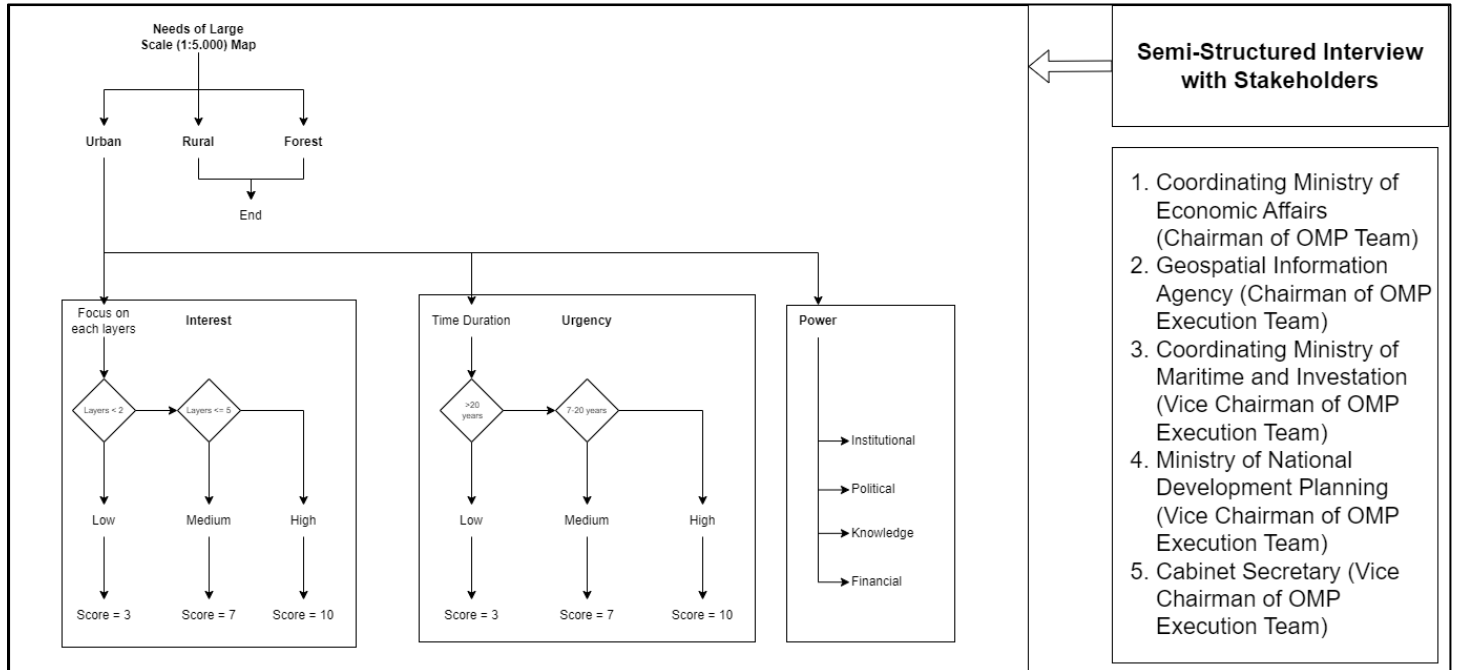 Needs of Large
Scale (1:5.000) Map
Urban
Rural
Forest
End
Focus on
each layers
Interest
Layers < 2
Layers <= 5
Low
Medium
High
Score = 3
Score = 7
Score = 10
Time Duration
Urgency
>20
years
7-20 years
Low
Medium
High
Score = 3
Score = 7
Score = 10
Power
Institutional
Political
Knowledge
Financial
Semi-Structured Interview
with Stakeholders
1. Coordinating Ministry of
Economic Affairs
(Chairman of OMP Team)
2. Geospatial Information
Agency (Chairman of OMP
Execution Team)
3. Coordinating Ministry of
Maritime and Investation
(Vice Chairman of OMP
Execution Team)
4. Ministry of National
Development Planning
(Vice Chairman of OMP
Execution Team)
5. Cabinet Secretary (Vice
Chairman of OMP
Execution Team)